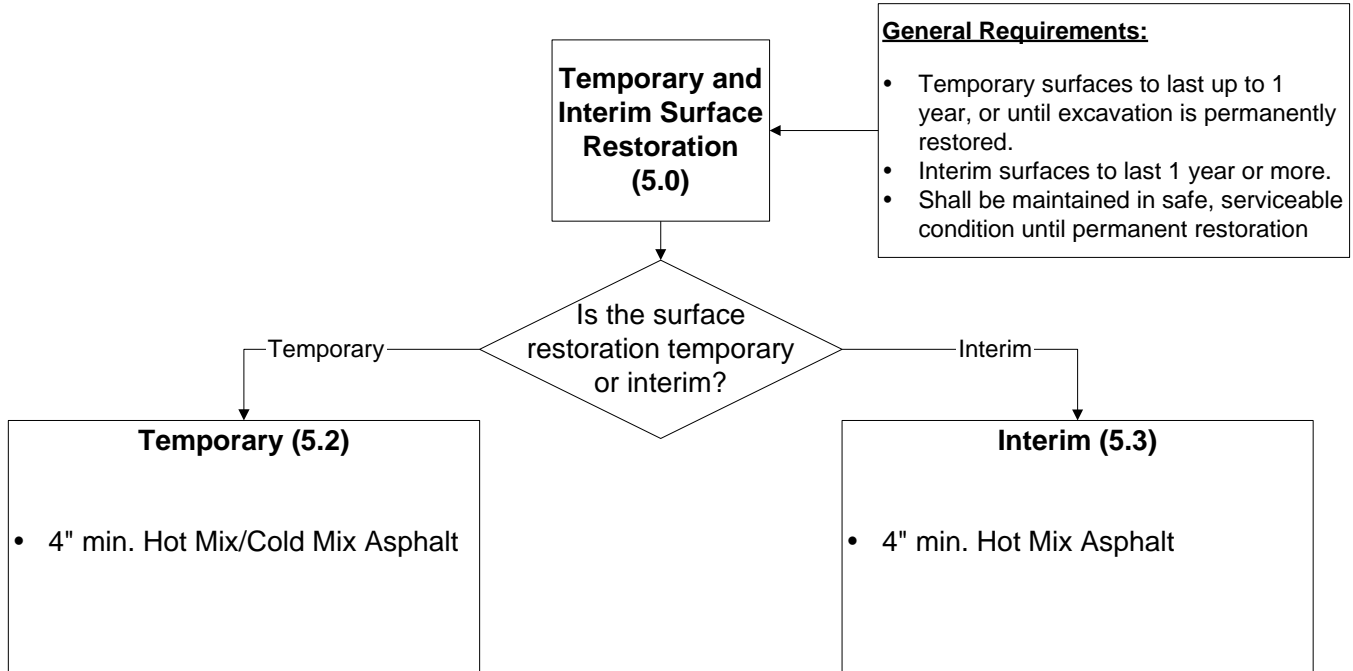 General Requirements:
• Temporary surfaces to last up to 1
year, or until excavation is permanently
restored.
• Interim surfaces to last 1 year or more.
• Shall be maintained in safe, serviceable
condition until permanent restoration
Temporary and
Interim Surface
Restoration
(5.0)
Is the surface
restoration temporary
or interim?
Temporary
Interim
Temporary (5.2)
• 4" min. Hot Mix/Cold Mix Asphalt
Interim (5.3)
• 4" min. Hot Mix Asphalt